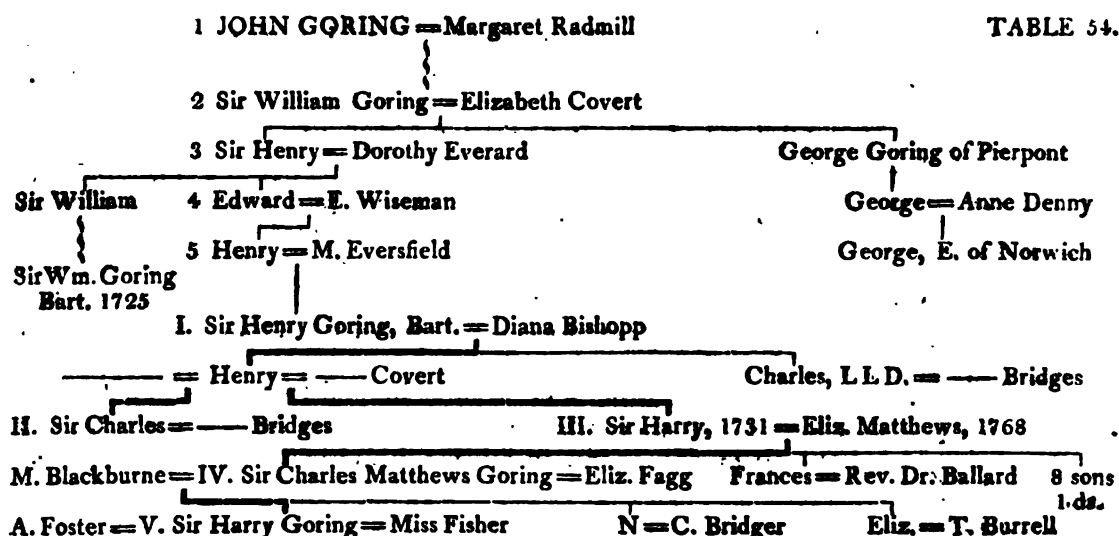 1 JOHN GORING = Margaret Radmill TABLE 54.
2 Sir William Goring = Elizabeth Covert
3 Sir Henry = Dorothy Everard George Goring of Pierpont
Sir William 4 Edward = E. Wiseman George = Anne Denny
5 Henry = M. Eversfield George, E. of Norwich
Sir Wm. Goring
Bart. 1725
I. Sir Henry Goring, Bart. = Diana Bishopp
—— = Henry = —— Covert Charles, L L D. = —— Bridges
II. Sir Charles = —— Bridges III. Sir Harry, 1731 = Eliz. Matthews, 1768
M. Blackburne = IV. Sir Charles Matthews Goring = Eliz. Fagg Frances = Rev. Dr. Ballard 8 sons
1 da.
A. Foster = V. Sir Harry Goring = Miss Fisher N = C. Bridger Eliz. = T. Burrell